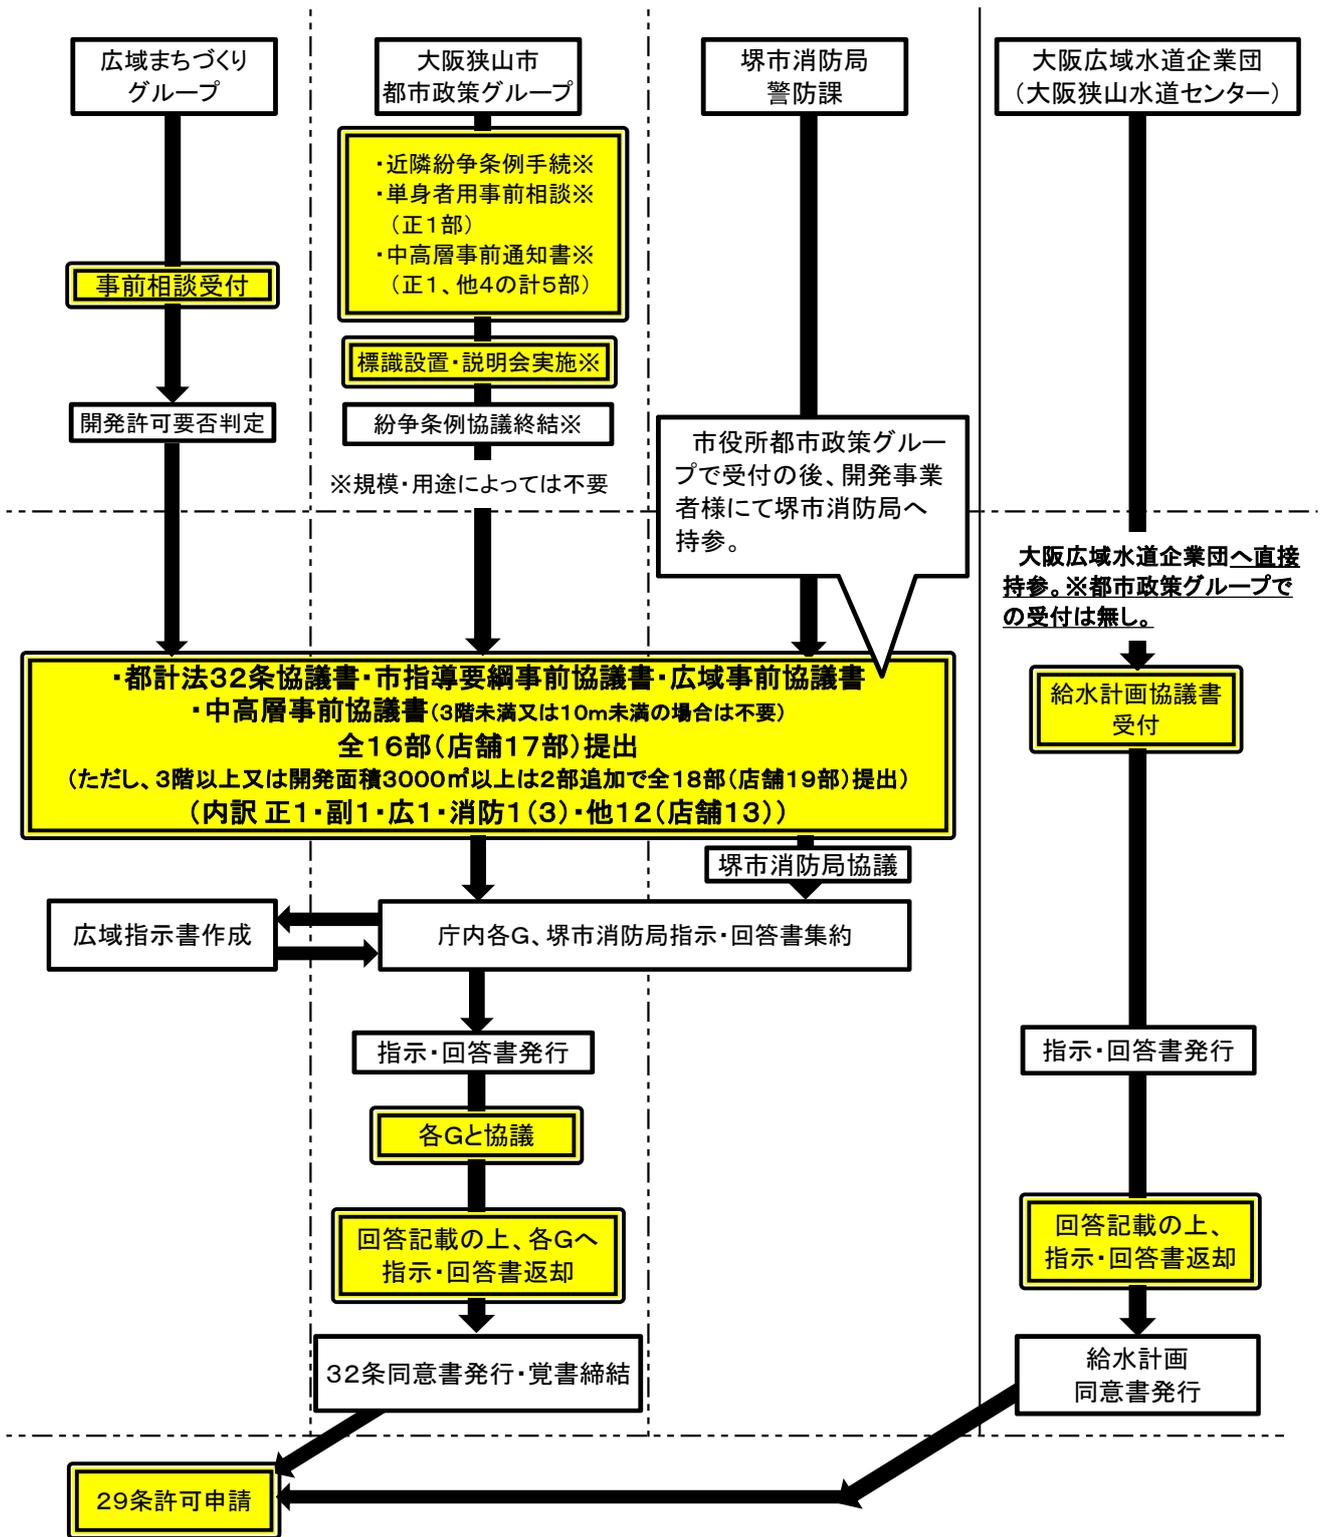 広域まちづくり
グループ
大阪狭山市
都市政策グループ
堺市消防局
警防課
大阪広域水道企業団
（大阪狭山水道センター）
・近隣紛争条例手続※
・単身者用事前相談※
（正1部）
・中高層事前通知書※
（正1、他4の計5部）
事前相談受付
標識設置・説明会実施※
開発許可要否判定
紛争条例協議終結※
※規模・用途によっては不要
市役所都市政策グルー
プで受付の後、開発事業
者様にて堺市消防局へ
持参。
大阪広域水道企業団へ直接
持参。※都市政策グループで
の受付は無し。
・都計法32条協議書・市指導要綱事前協議書・広域事前協議書
・中高層事前協議書（3階未満又は10m未満の場合は不要）
全16部（店舗17部）提出
（ただし、3階以上又は開発面積3000㎡以上は2部追加で全18部（店舗19部）提出）
（内訳 正1・副1・広1・消防1（3）・他12（店舗13））
給水計画協議書
受付
堺市消防局協議
広域指示書作成
庁内各G、堺市消防局指示・回答書集約
指示・回答書発行
指示・回答書発行
各Gと協議
回答記載の上、各Gへ
指示・回答書返却
回答記載の上、
指示・回答書返却
32条同意書発行・覚書締結
給水計画
同意書発行
29条許可申請